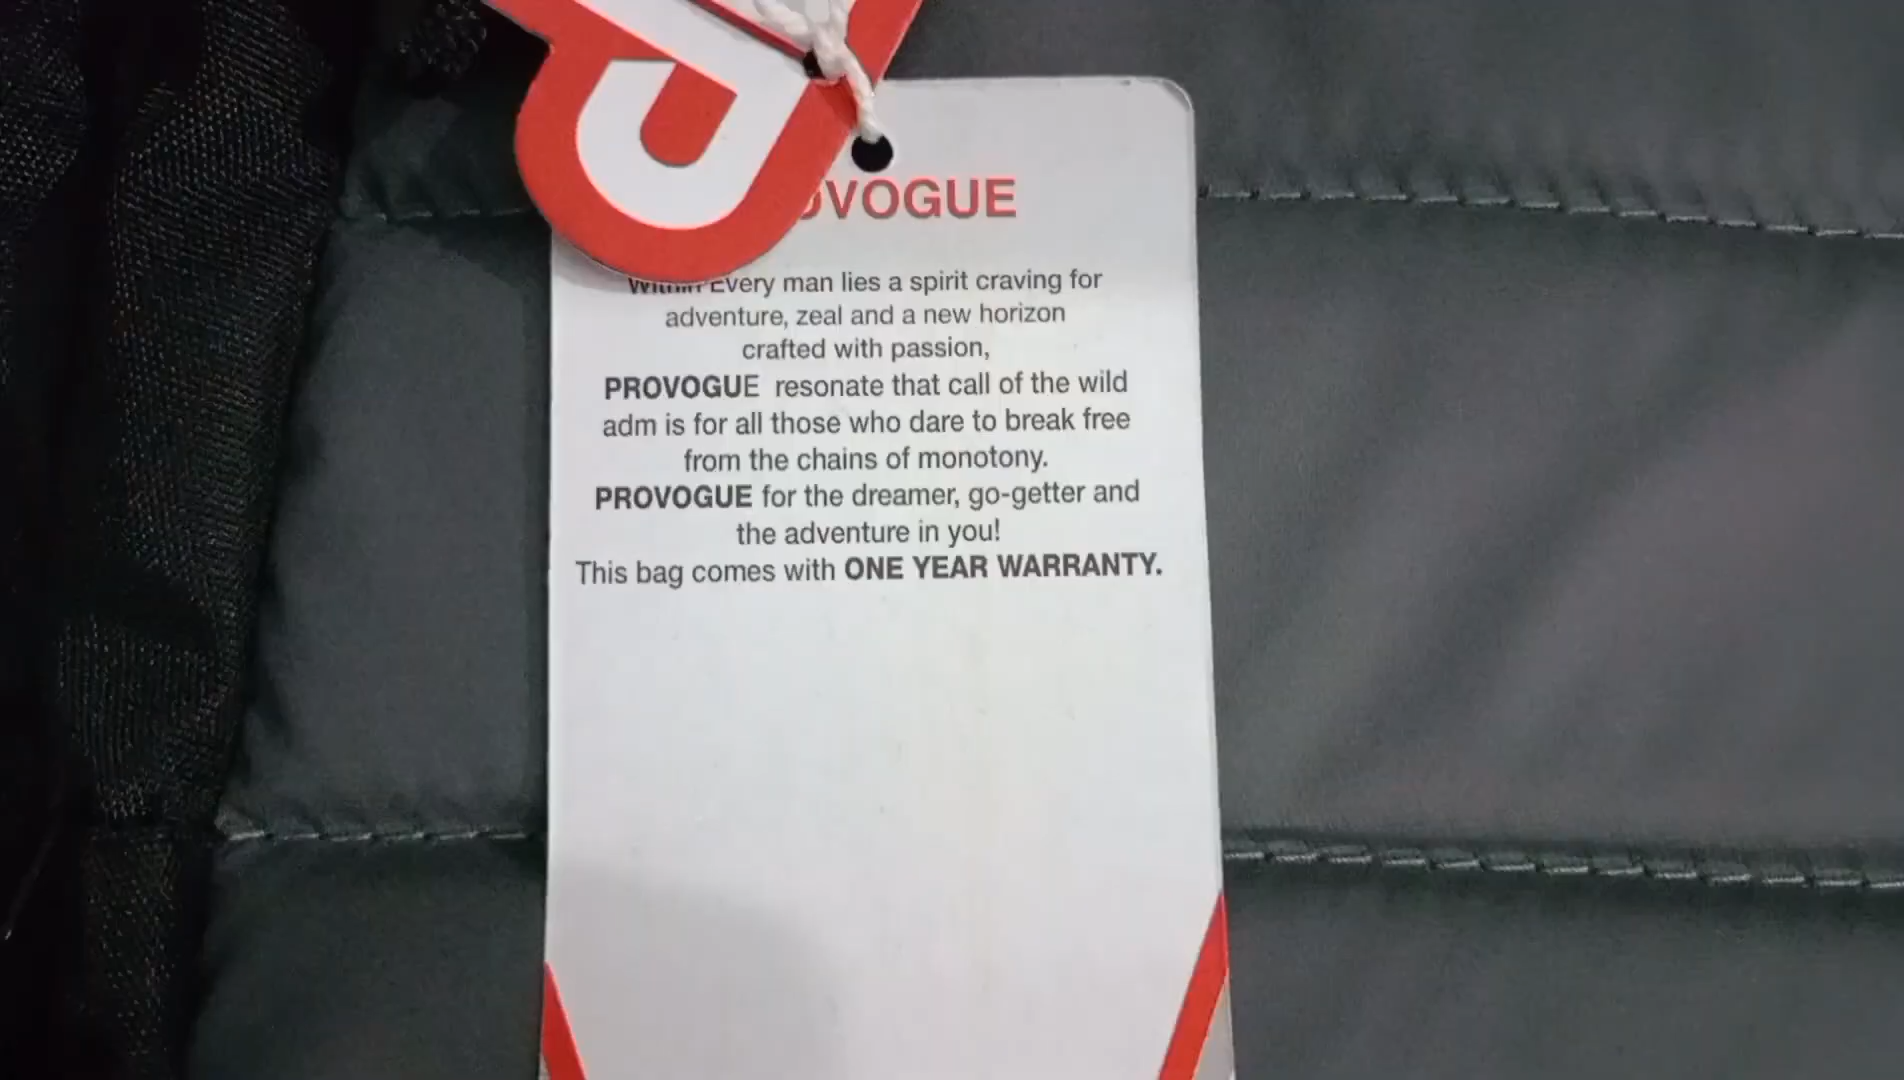 OVOGUE
Within Every man lies a spirit craving for
adventure, zeal and a new horizon
crafted with passion,
PROVOGUE resonate that call of the wild
adm is for all those who dare to break free
from the chains of monotony.
PROVOGUE for the dreamer, go-getter and
the adventure in you!
This bag comes with ONE YEAR WARRANTY.